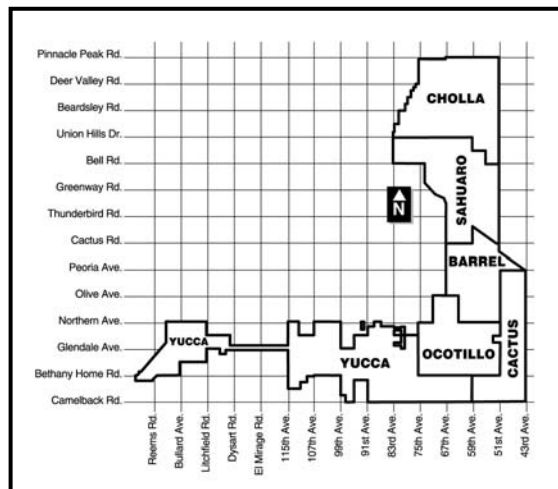 Pinnacle Peak Rd.
Deer Valley Rd.
Beardsley Rd.
Union Hills Dr.
Bell Rd.
Greenway Rd.
Thunderbird Rd.
Cactus Rd.
Peoria Ave.
Olive Ave.
Northern Ave.
Glendale Ave.
Bethany Home Rd.
Camelback Rd.
CHOLLA
SAHUARO
N
BARREL
YUCCA
YUCCA
OCOTILLO
CACTUS
Reems Rd.
Bullard Ave.
Litchfield Rd.
Dysart Rd.
El Mirage Rd.
115th Ave.
107th Ave.
99th Ave.
91st Ave.
83rd Ave.
75th Ave.
67th Ave.
59th Ave.
51st Ave.
43rd Ave.